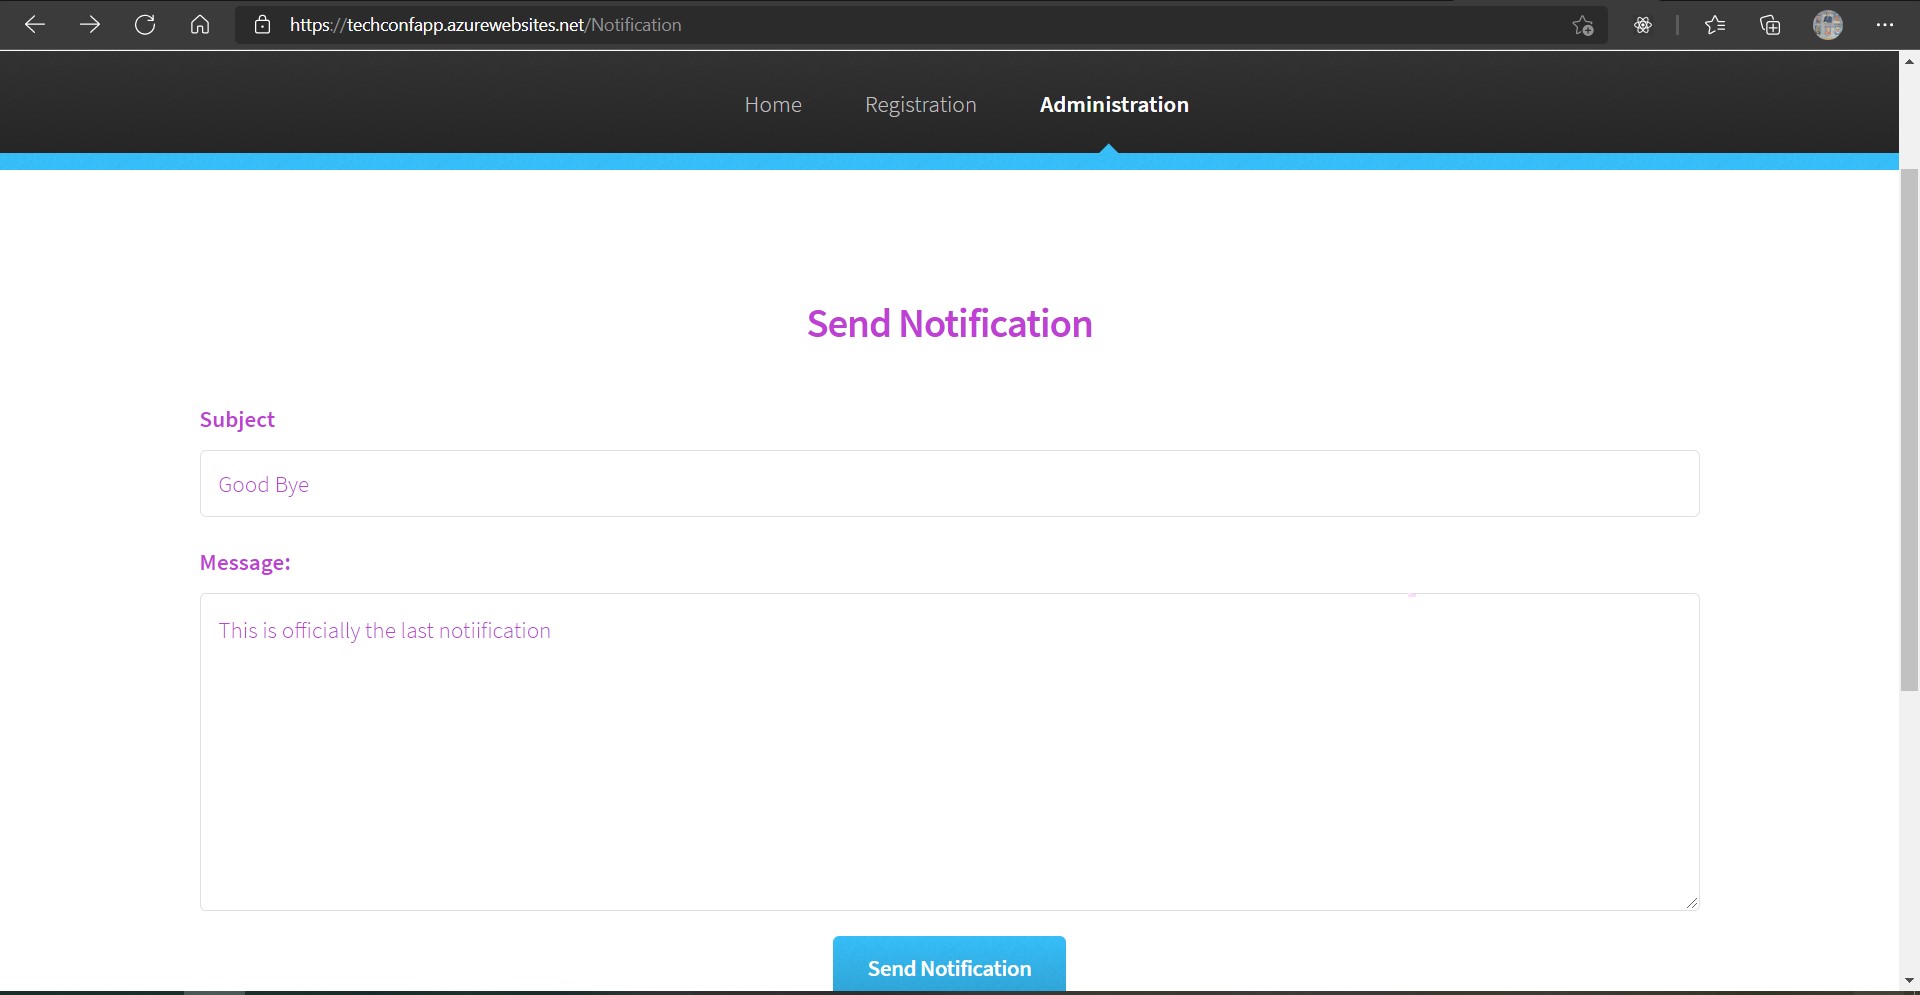 https://techconfapp.azurewebsites.net/Notification
Home Registration Administration
Send Notification
Subject
Good Bye
Message:
This is officially the last notiification
Send Notification